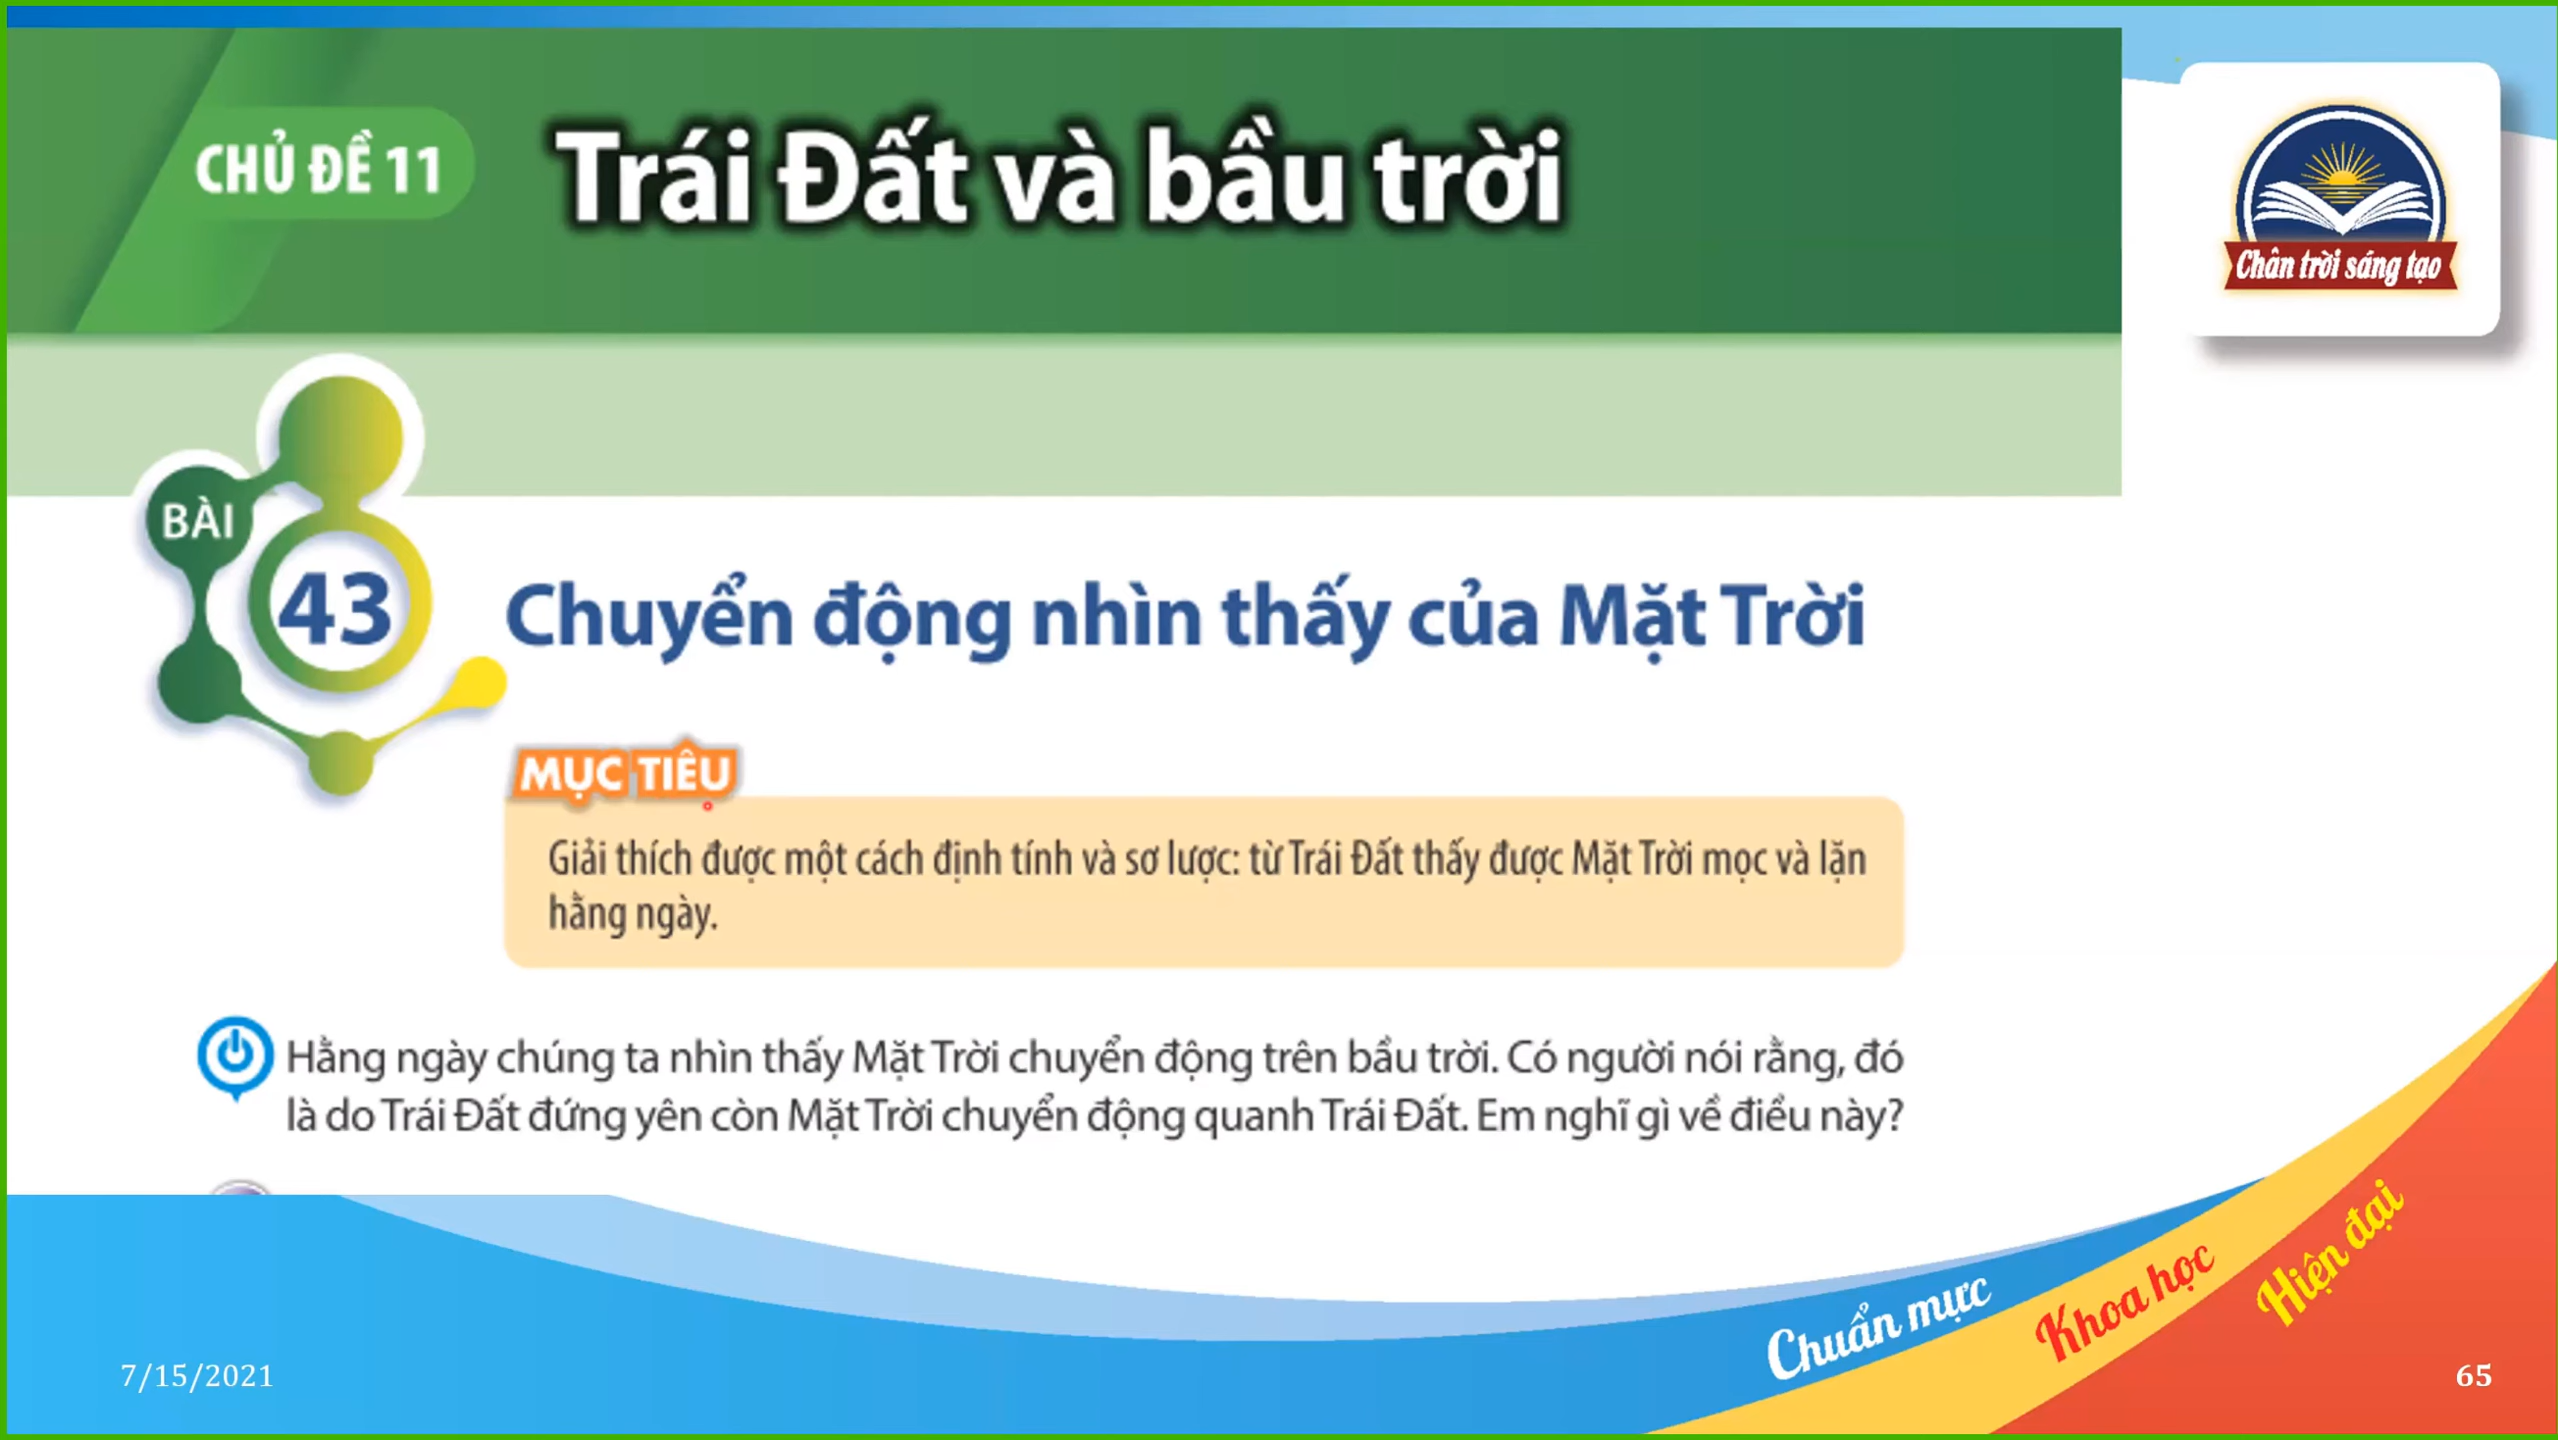 CHỦ ĐỀ 11
Trái Đất và bầu trời
Chân trời sáng tạo
BÀI
43
Chuyển động nhìn thấy của Mặt Trời
MỤC TIÊU
Giải thích được một cách định tính và sơ lược: từ Trái Đất thấy được Mặt Trời mọc và lặn
hằng ngày.
Hằng ngày chúng ta nhìn thấy Mặt Trời chuyển động trên bầu trời. Có người nói rằng, đó
là do Trái Đất đứng yên còn Mặt Trời chuyển động quanh Trái Đất. Em nghĩ gì về điều này?
Chuẩn mực
Khoa học
Hiện đại
7/15/2021
65